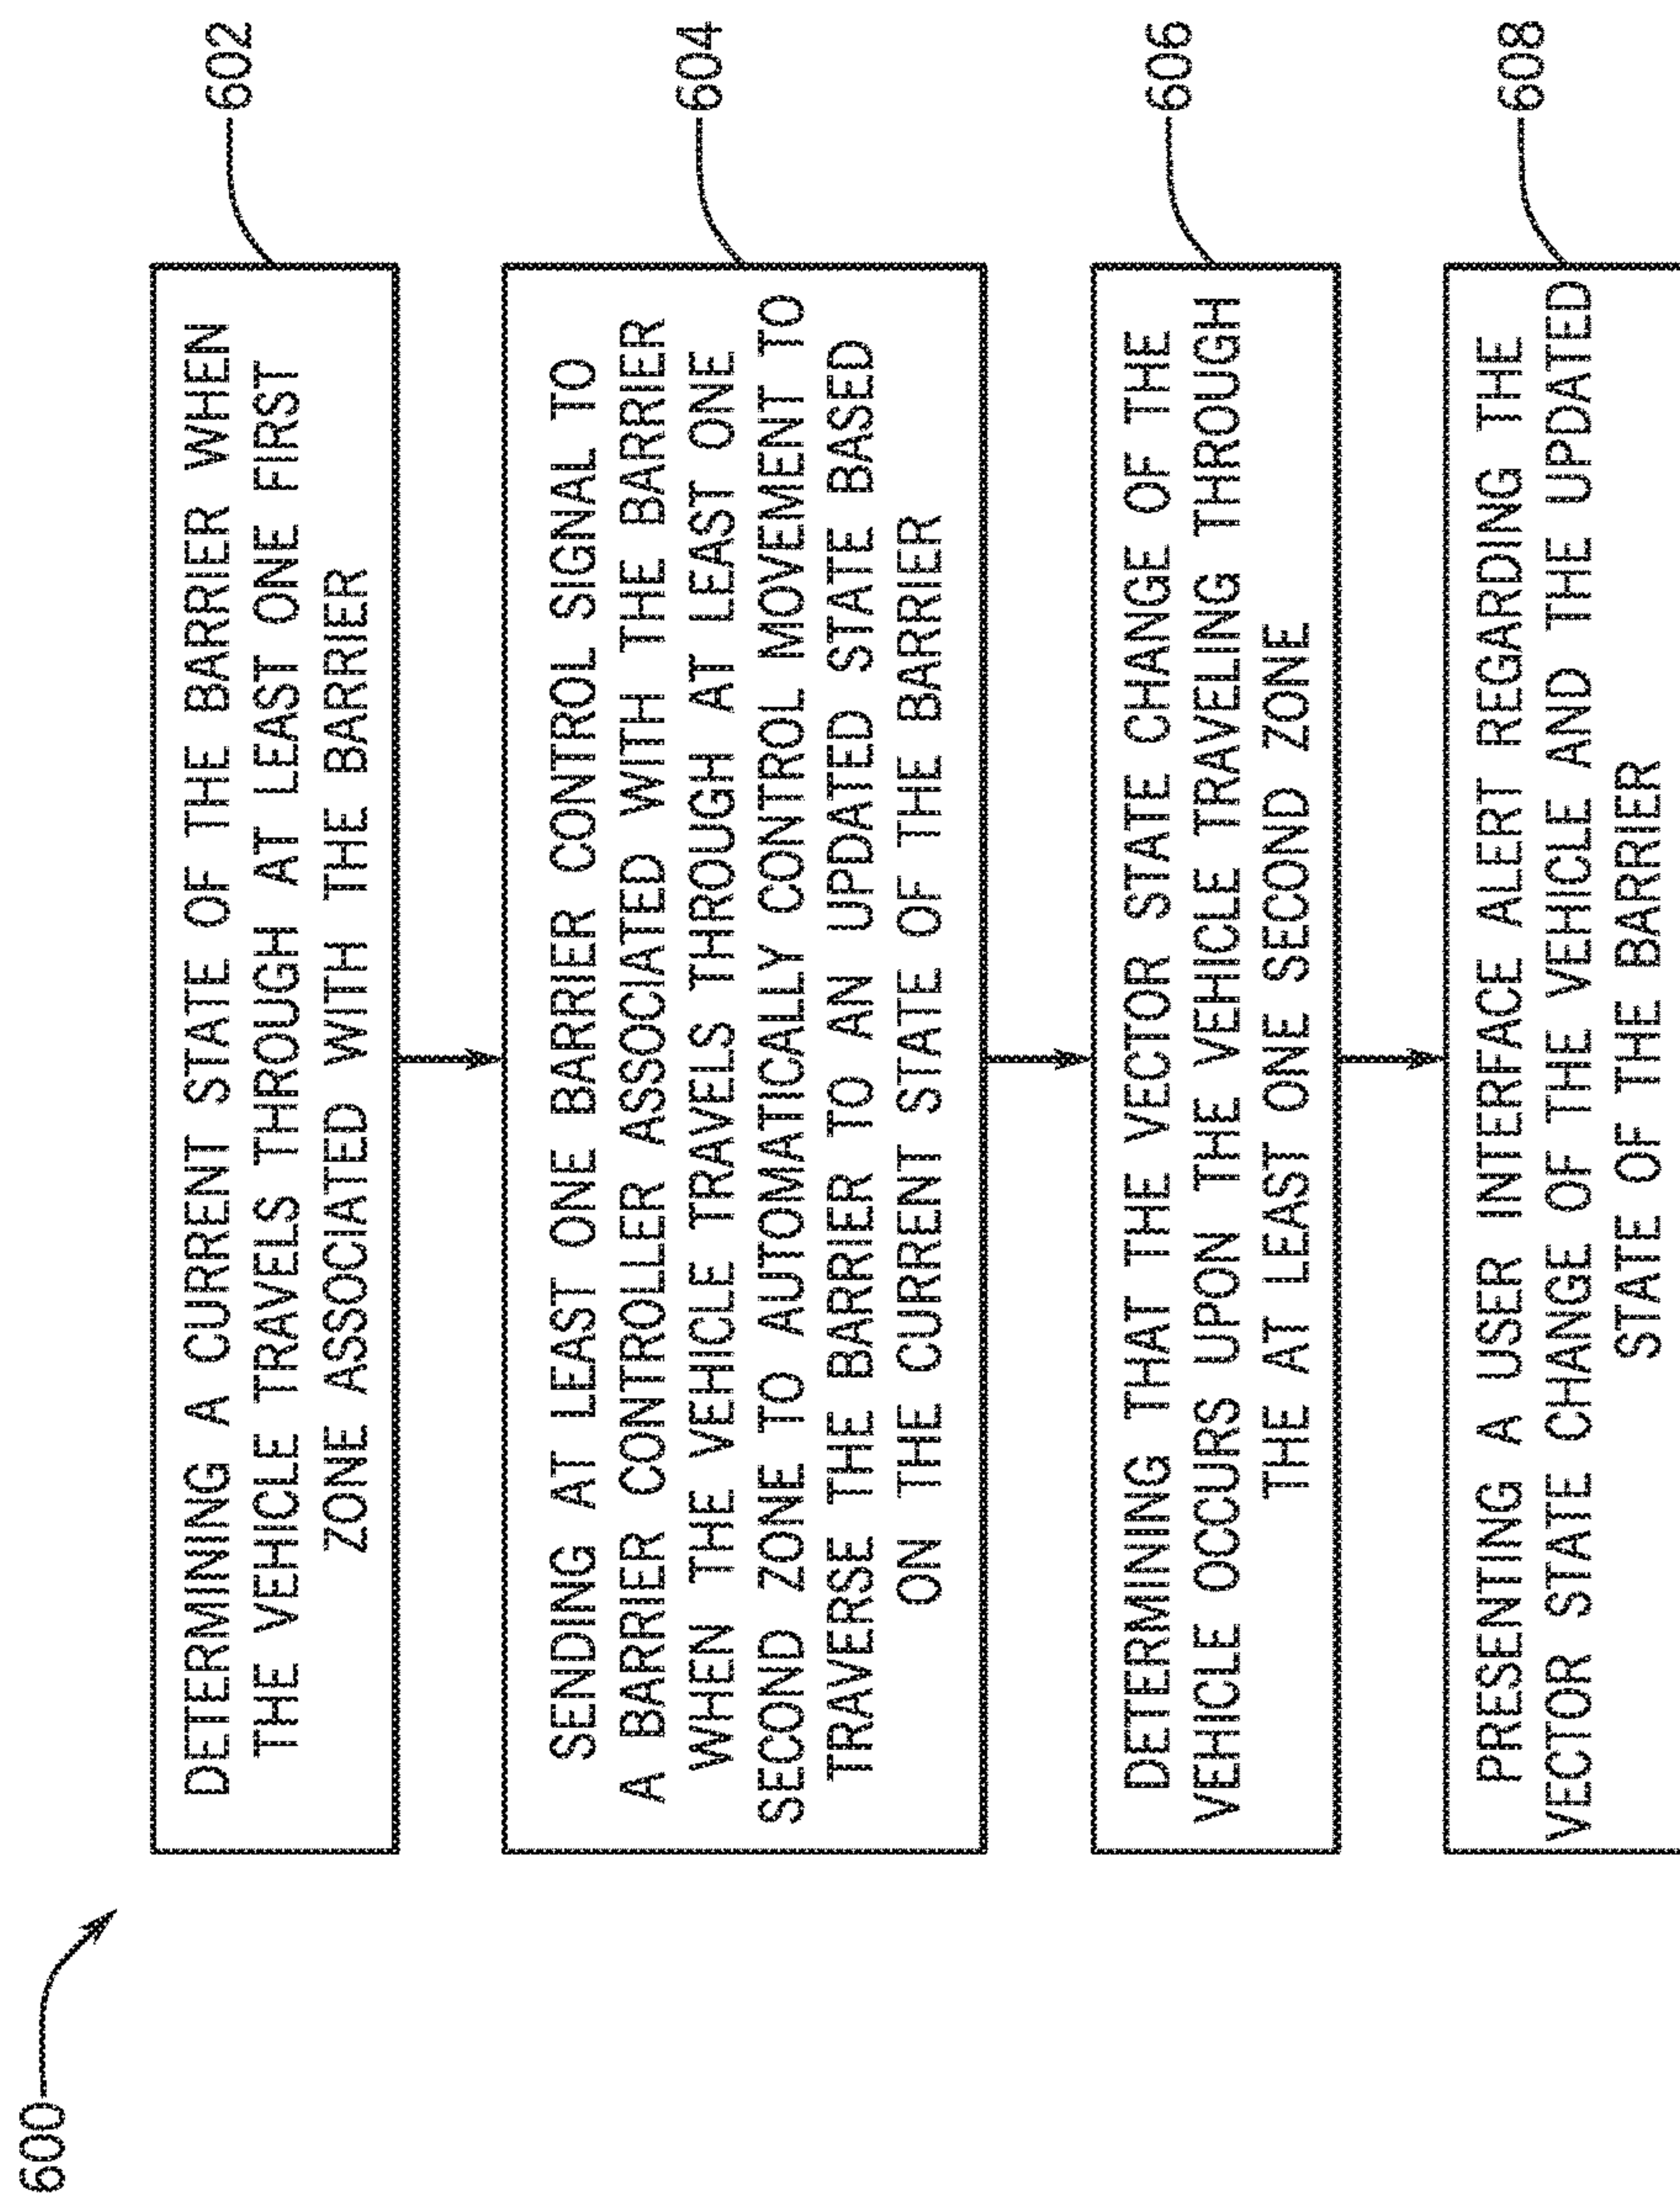 600
DETERMINING A CURRENT STATE OF THE BARRIER WHEN
THE VEHICLE TRAVELS THROUGH AT LEAST ONE FIRST
ZONE ASSOCIATED WITH THE BARRIER
602
SENDING AT LEAST ONE BARRIER CONTROL SIGNAL TO
A BARRIER CONTROLLER ASSOCIATED WITH THE BARRIER
WHEN THE VEHICLE TRAVELS THROUGH AT LEAST ONE
SECOND ZONE TO AUTOMATICALLY CONTROL MOVEMENT TO
TRAVERSE THE BARRIER TO AN UPDATED STATE BASED
ON THE CURRENT STATE OF THE BARRIER
604
DETERMINING THAT THE VECTOR STATE CHANGE OF THE
VEHICLE OCCURS UPON THE VEHICLE TRAVELING THROUGH
THE AT LEAST ONE SECOND ZONE
606
PRESENTING A USER INTERFACE ALERT REGARDING THE
VECTOR STATE CHANGE OF THE VEHICLE AND THE UPDATED
STATE OF THE BARRIER
608